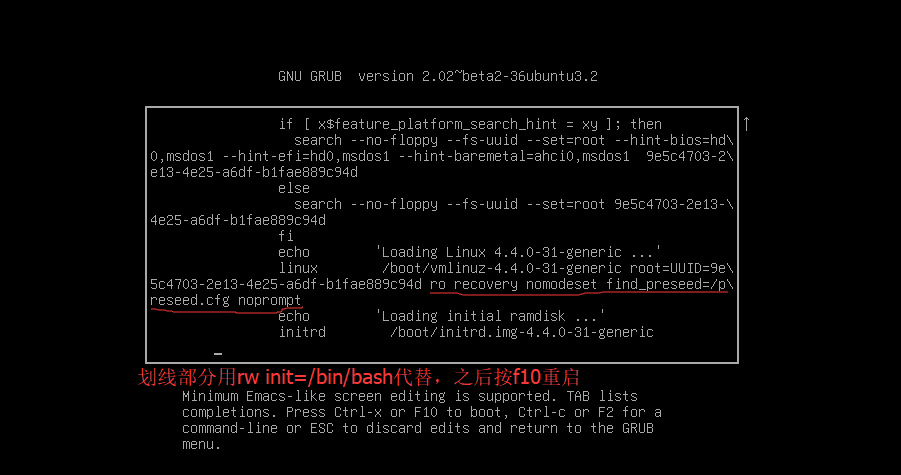 GNU GRUB  version 2.02~beta2-36ubuntu3.2
if [ x$feature_platform_search_hint = xy ]; then
search --no-floppy --fs-uuid --set=root --hint-bios=hd\
0,msdos1 --hint-efi=hd0,msdos1 --hint-baremetal=ahci0,msdos1  9e5c4703-2\
e13-4e25-a6df-b1fae889c94d
else
search --no-floppy --fs-uuid --set=root 9e5c4703-2e13-\
4e25-a6df-b1fae889c94d
fi
echo        'Loading Linux 4.4.0-31-generic ...'
linux        /boot/vmlinuz-4.4.0-31-generic root=UUID=9e\
5c4703-2e13-4e25-a6df-b1fae889c94d ro recovery nomodeset find_preseed=/p\
reseed.cfg noprompt
echo        'Loading initial ramdisk ...'
initrd        /boot/initrd.img-4.4.0-31-generic
划线部分用rw init=/bin/bash代替，之后按f10重启
Minimum Emacs-like screen editing is supported. TAB lists
completions. Press Ctrl-x or F10 to boot, Ctrl-c or F2 for a
command-line or ESC to discard edits and return to the GRUB
menu.